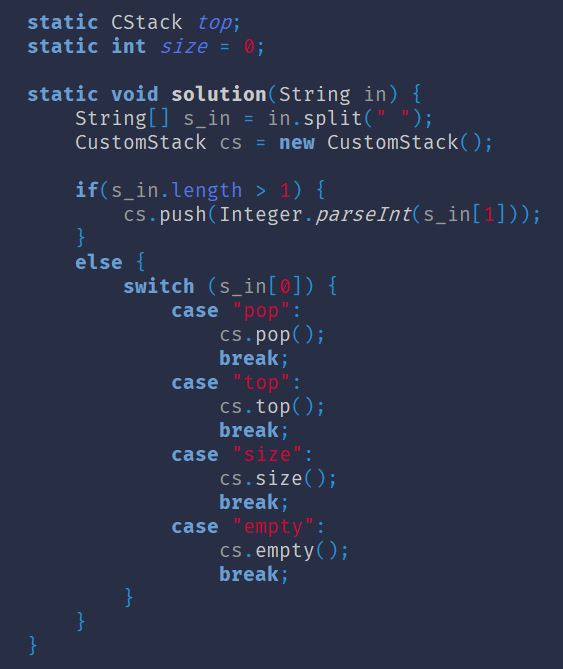 static CStack top;
static int size = 0;

static void solution(String in) {
    String[] s_in = in.split(" ");
    CustomStack cs = new CustomStack();

    if(s_in.length > 1) {
        cs.push(Integer.parseInt(s_in[1]));
    }
    else {
        switch (s_in[0]) {
            case "pop":
                cs.pop();
                break;
            case "top":
                cs.top();
                break;
            case "size":
                cs.size();
                break;
            case "empty":
                cs.empty();
                break;
        }
    }
}